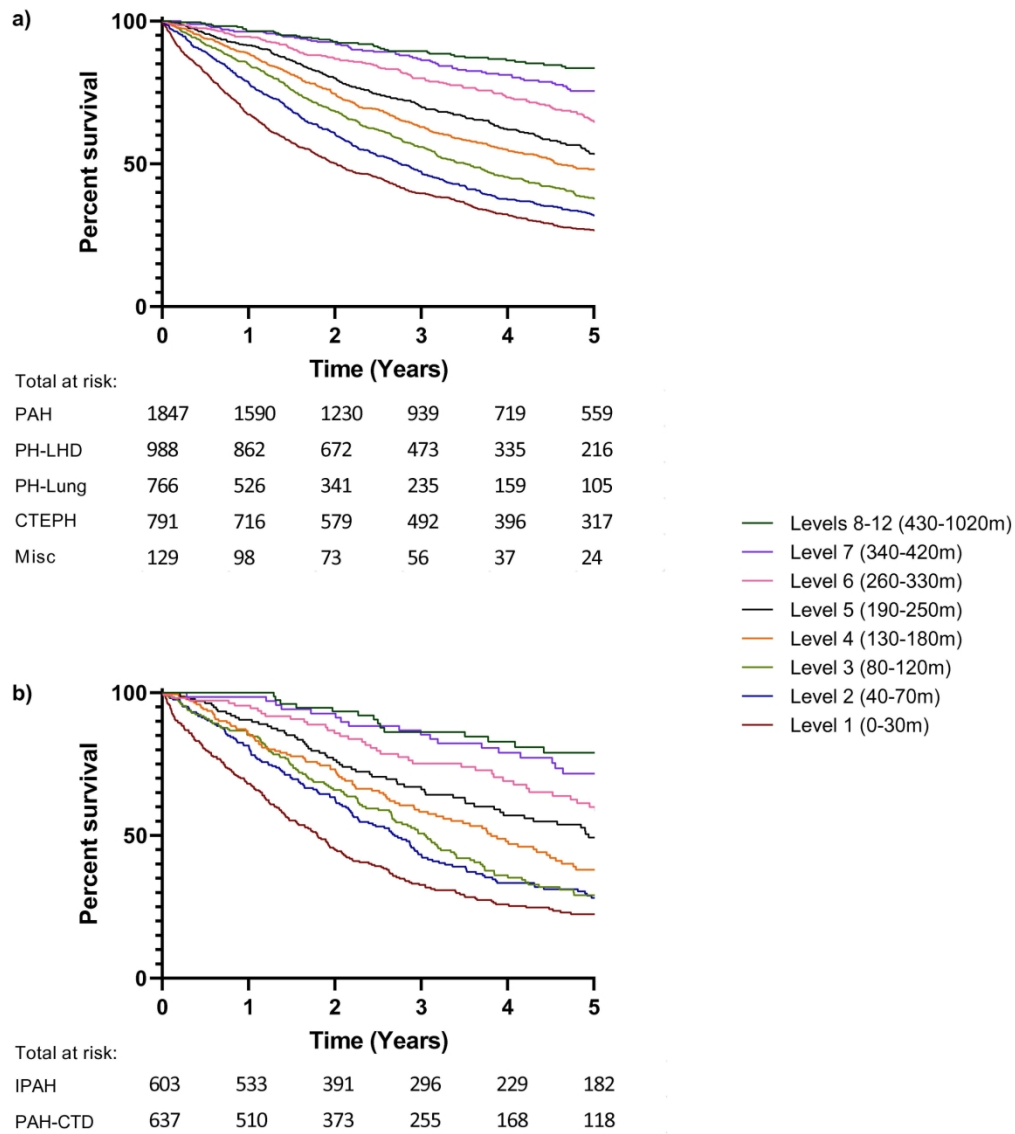 a)
100
50
0
Percent survival
0 1 2 3 4 5
Time (Years)
Total at risk:
PAH 1847 1590 1230 939 719 559
PH-LHD 988 862 672 473 335 216
PH-Lung 766 526 341 235 159 105
CTEPH 791 716 579 492 396 317
Misc 129 98 73 56 37 24
Levels 8-12 (430-1020m)
Level 7 (340-420m)
Level 6 (260-330m)
Level 5 (190-250m)
Level 4 (130-180m)
Level 3 (80-120m)
Level 2 (40-70m)
Level 1 (0-30m)
b)
100
50
0
Percent survival
0 1 2 3 4 5
Time (Years)
Total at risk:
IPAH 603 533 391 296 229 182
PAH-CTD 637 510 373 255 168 118